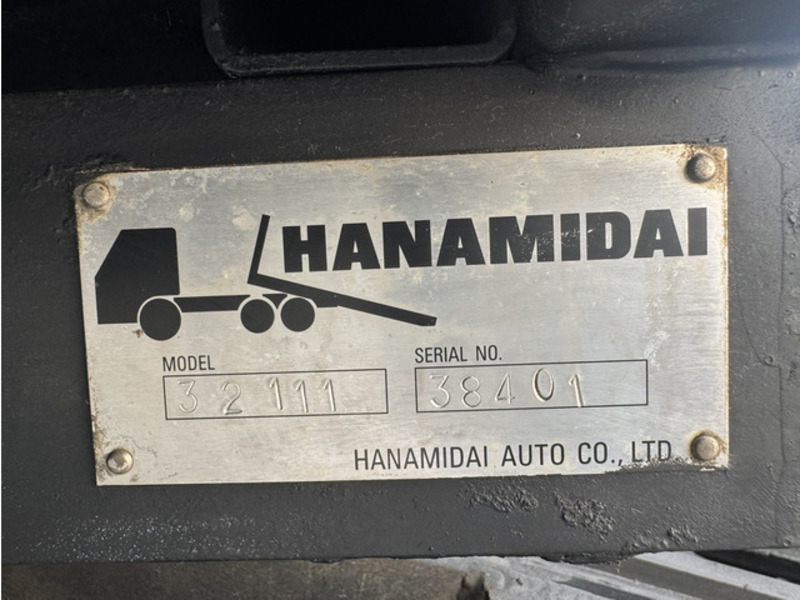 HANAMIDAI
MODEL
32111
SERIAL NO.
38401
HANAMIDAI AUTO CO., LTD